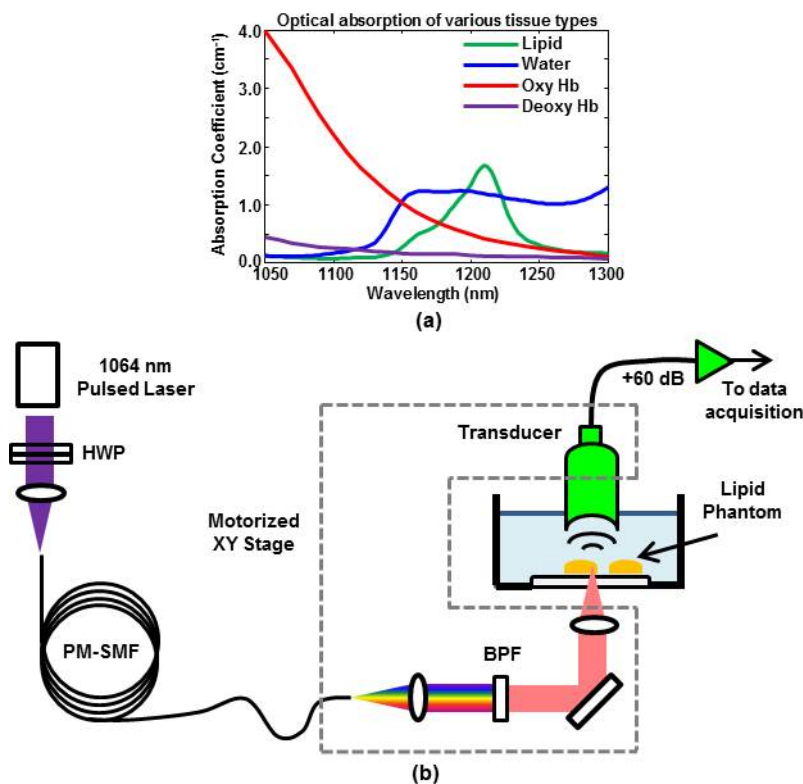 Optical absorption of various tissue types
4.0
3.0
2.0
1.0
0.0
Absorption Coefficient (cm⁻¹)
Lipid
Water
Oxy Hb
Deoxy Hb
1050
1100
1150
1200
1250
1300
Wavelength (nm)
(a)
1064 nm
Pulsed Laser
HWP
PM-SMF
Motorized
XY Stage
BPF
Transducer
+60 dB
To data
acquisition
Lipid
Phantom
(b)